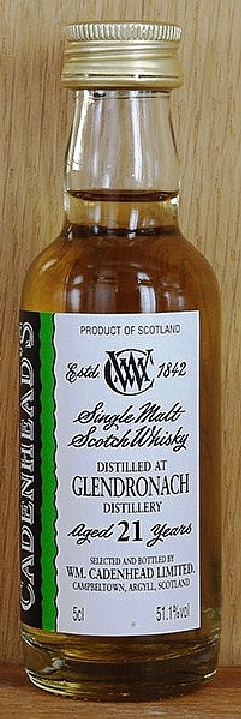 CADENHEAD'S
PRODUCT OF SCOTLAND
Estd. WC 1842
Single Malt
Scotch Whisky
DISTILLED AT
GLENDRONACH
DISTILLERY
Aged 21 Years
SELECTED AND BOTTLED BY
WM. CADENHEAD LIMITED.
CAMPBELTOWN, ARGYLL, SCOTLAND
5cl 51.1%vol